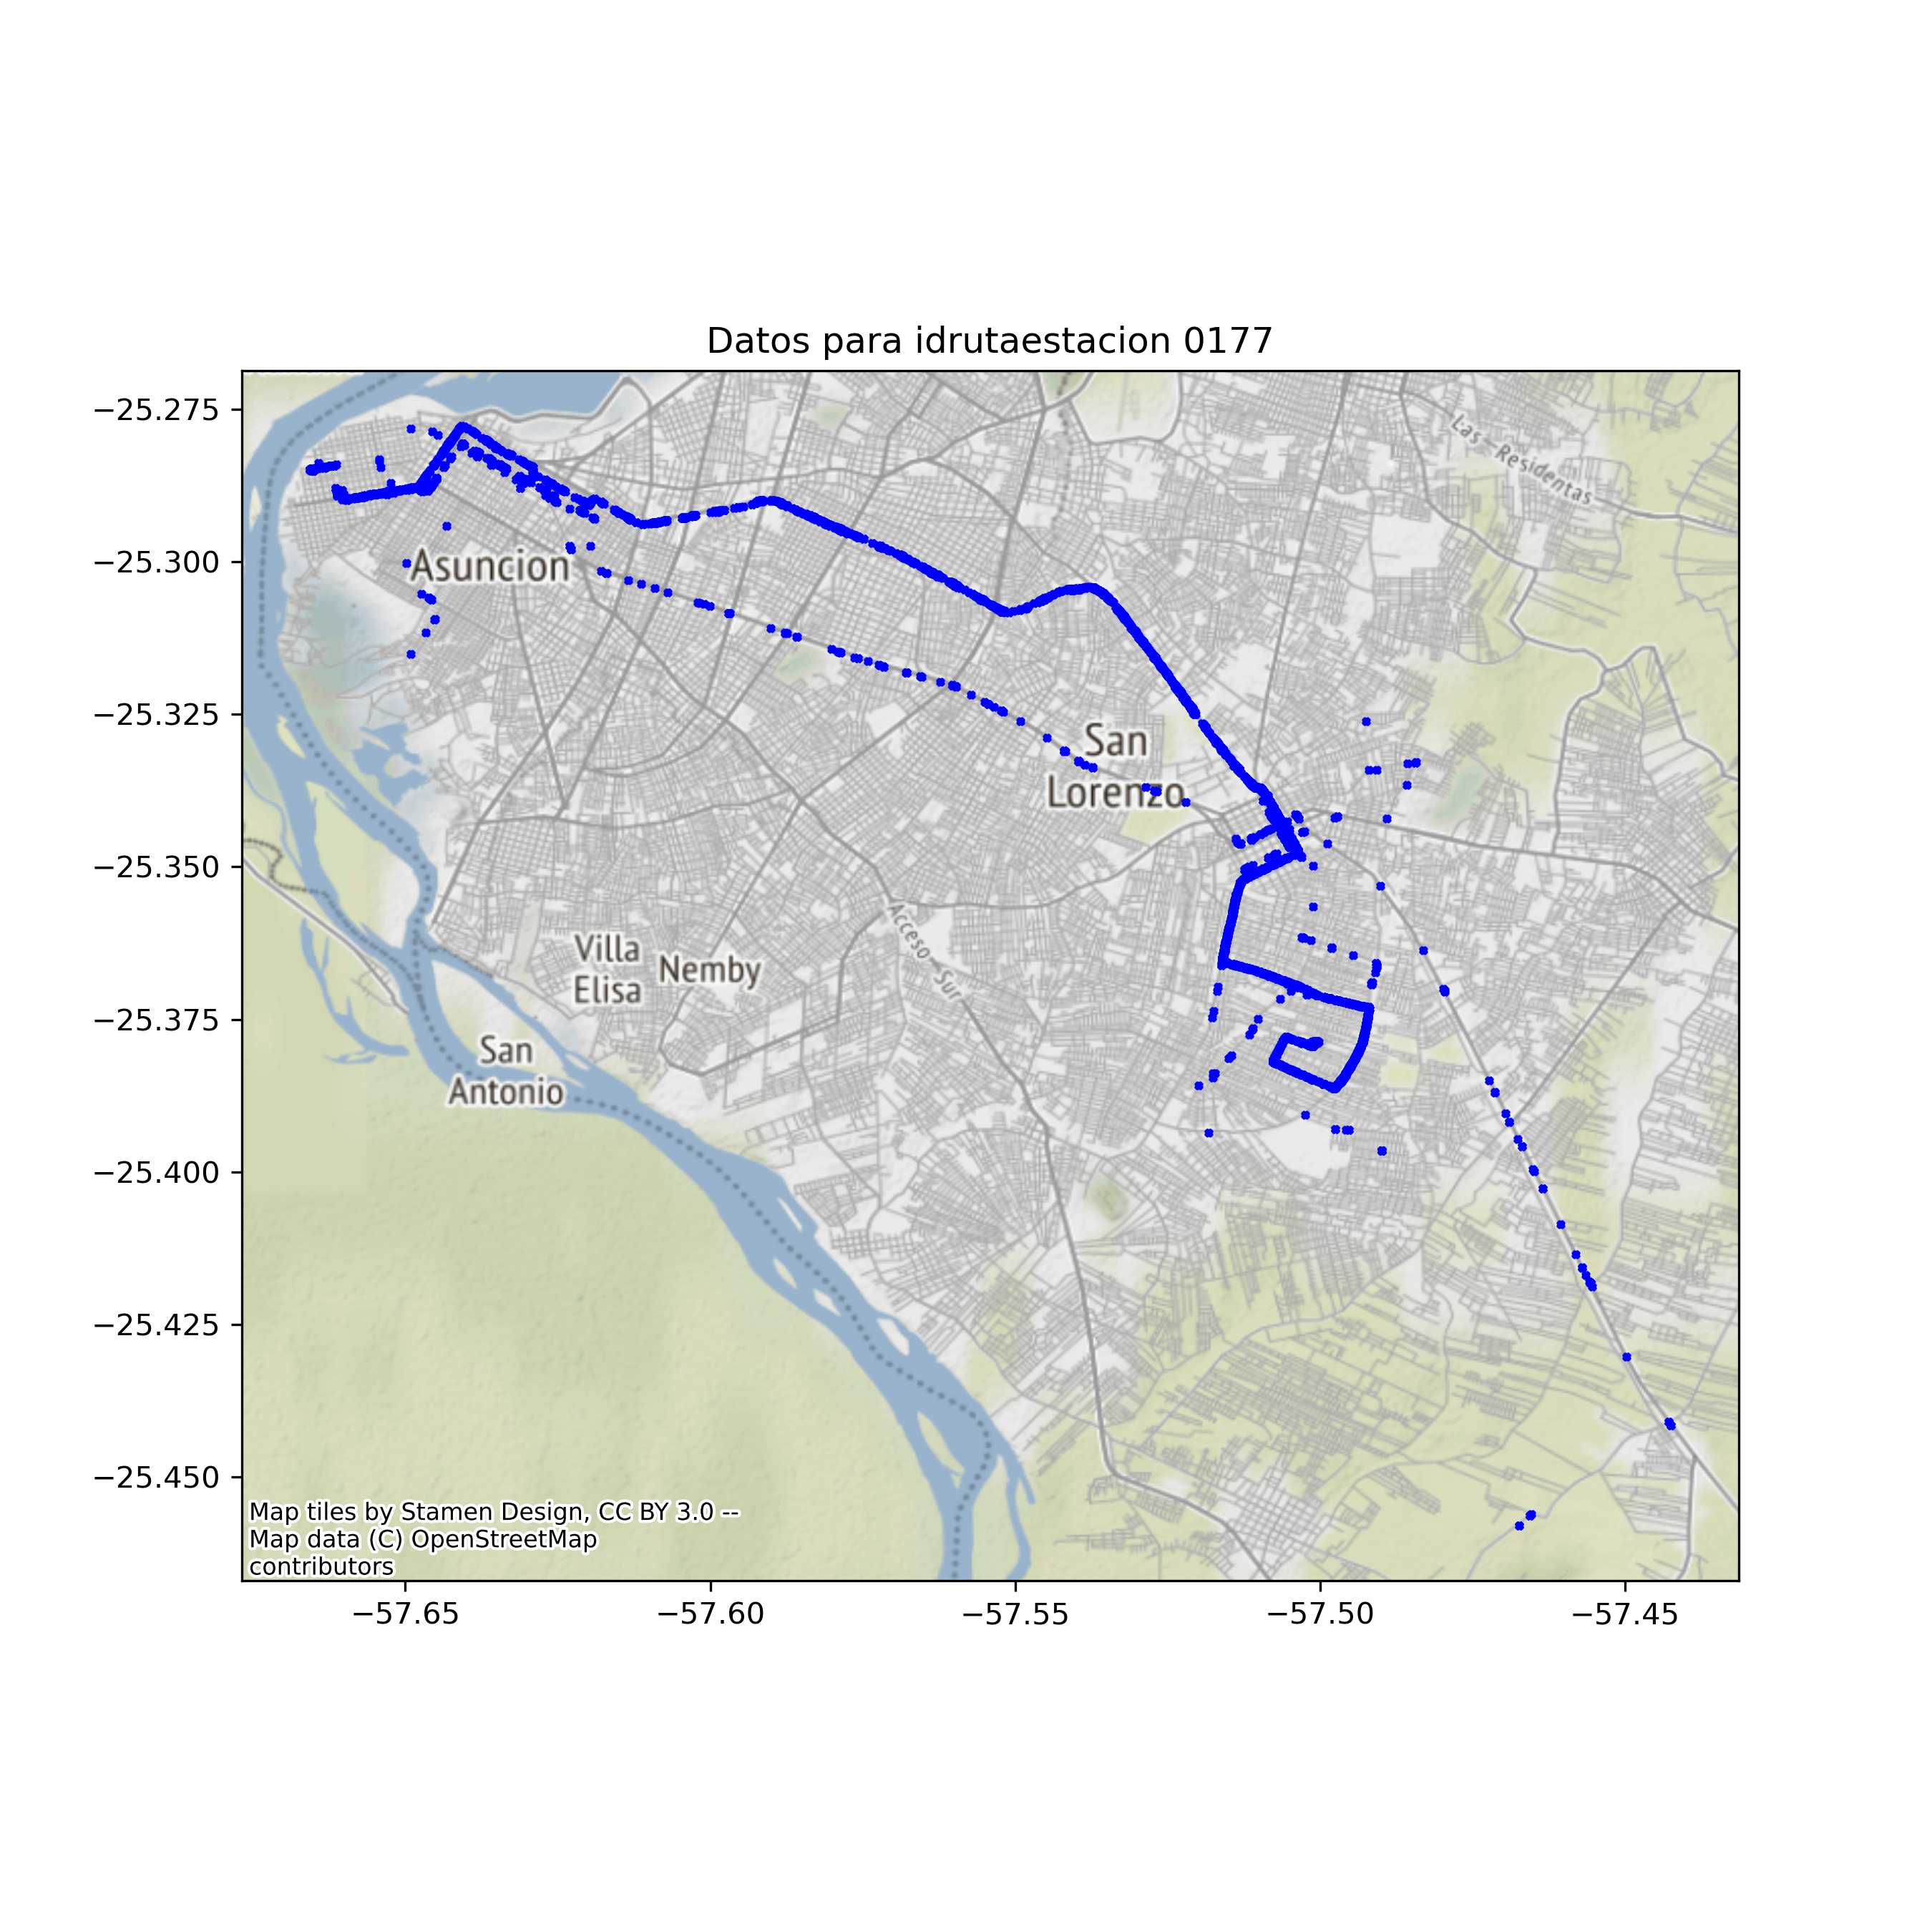 Datos para idrutaestacion 0177
−25.275
−25.300
−25.325
−25.350
−25.375
−25.400
−25.425
−25.450
Las Residentas
Asuncion
San
Lorenzo
Villa
Elisa
Nemby
Acceso Sur
San
Antonio
Map tiles by Stamen Design, CC BY 3.0 --
Map data (C) OpenStreetMap
contributors
−57.65
−57.60
−57.55
−57.50
−57.45